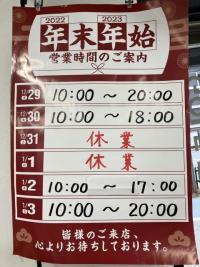 2022 2023
年末年始
営業時間のご案内
12/29 10:00 〜 20:00
12/30 10:00 〜 18:00
12/31 休業
1/1 休業
1/2 10:00 〜 17:00
1/3 10:00 〜 20:00
皆様のご来店、
心よりお待ちしております。